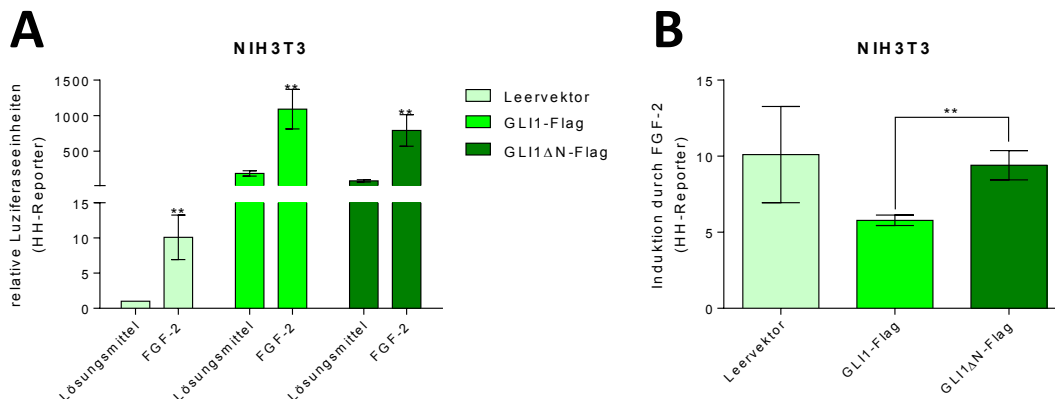 A
NIH3T3
relative Luziferaseeinheiten
(HH-Reporter)
1500
1000
500
15
10
5
0
**
**
**
Lösungsmittel
FGF-2
Lösungsmittel
FGF-2
Lösungsmittel
FGF-2
Leervektor
GLI1-Flag
GLI1ΔN-Flag
B
NIH3T3
Induktion durch FGF-2
(HH-Reporter)
15
10
5
0
**
Leervektor
GLI1-Flag
GLI1ΔN-Flag